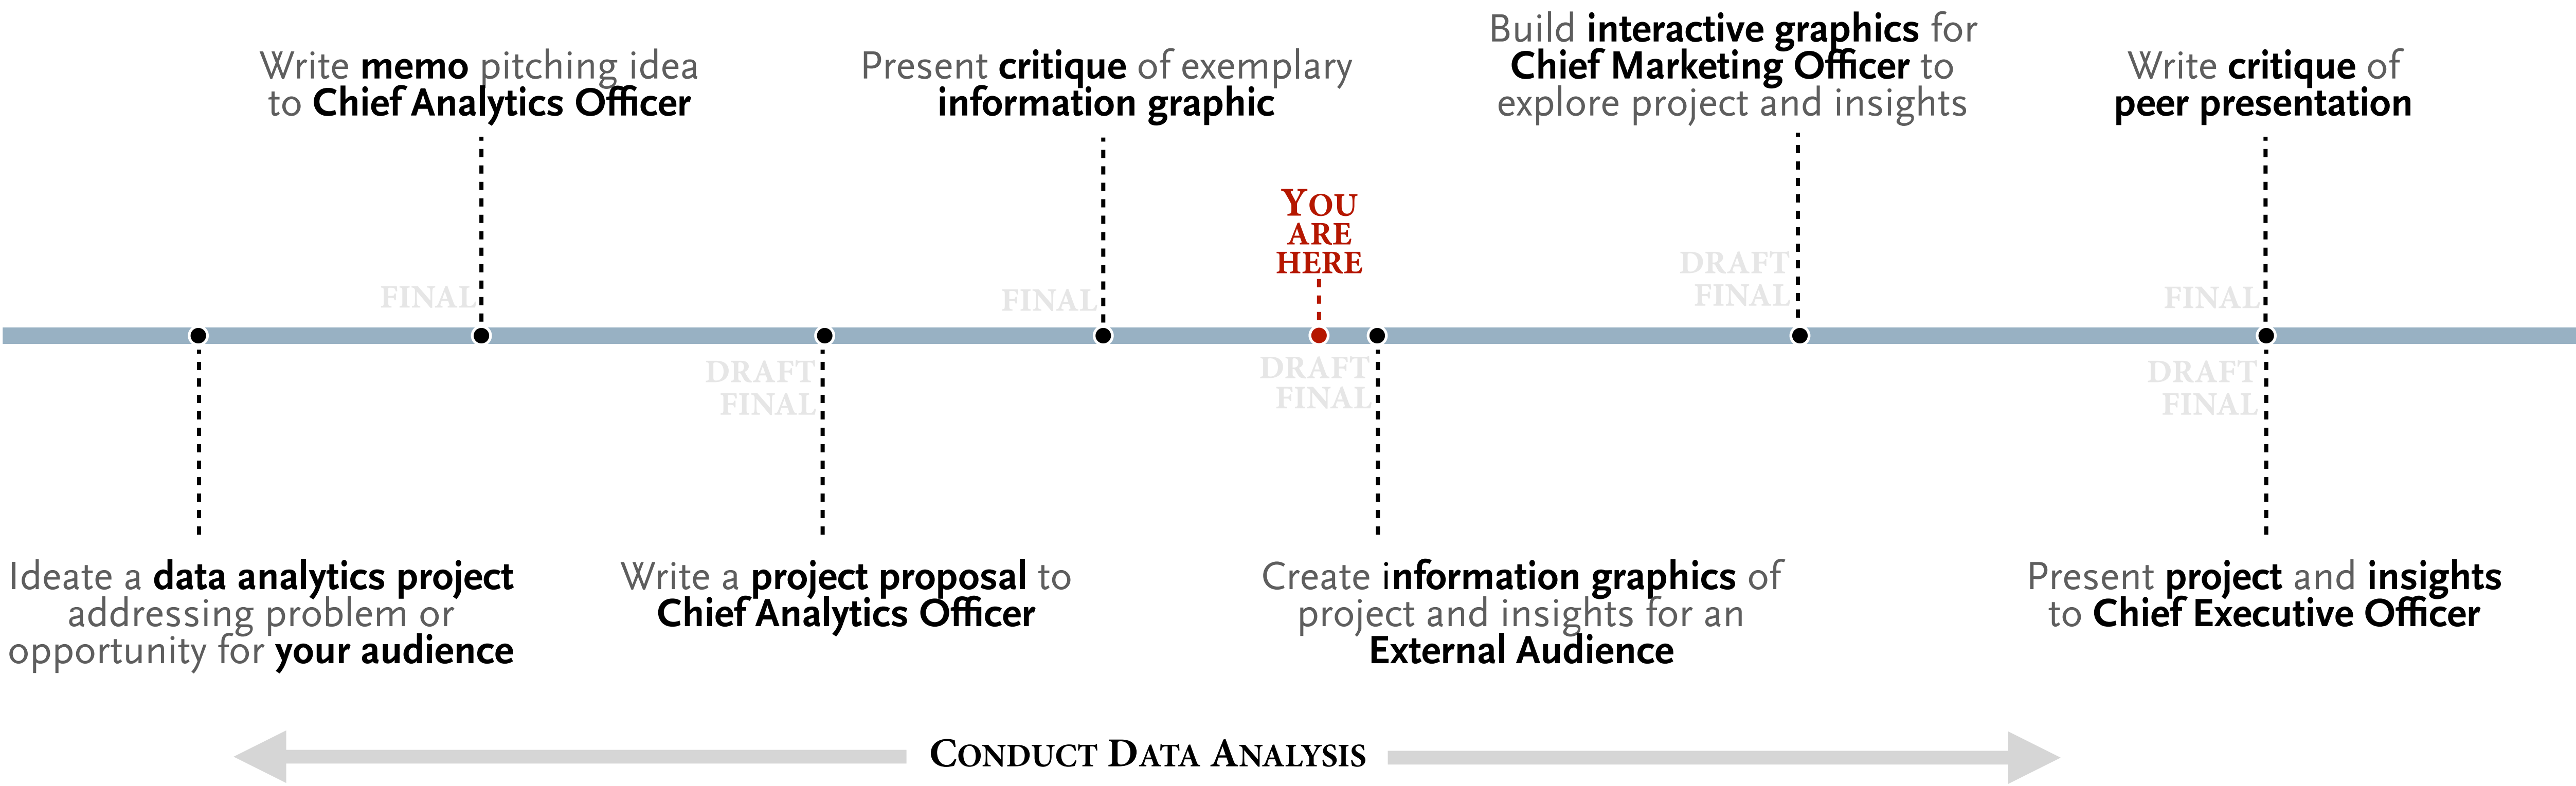 Write memo pitching idea
to Chief Analytics Officer
Present critique of exemplary
information graphic
Build interactive graphics for
Chief Marketing Officer to
explore project and insights
Write critique of
peer presentation
YOU
ARE
HERE
FINAL
FINAL
DRAFT
FINAL
FINAL
DRAFT
FINAL
DRAFT
FINAL
DRAFT
FINAL
Ideate a data analytics project
addressing problem or
opportunity for your audience
Write a project proposal to
Chief Analytics Officer
Create information graphics of
project and insights for an
External Audience
Present project and insights
to Chief Executive Officer
CONDUCT DATA ANALYSIS